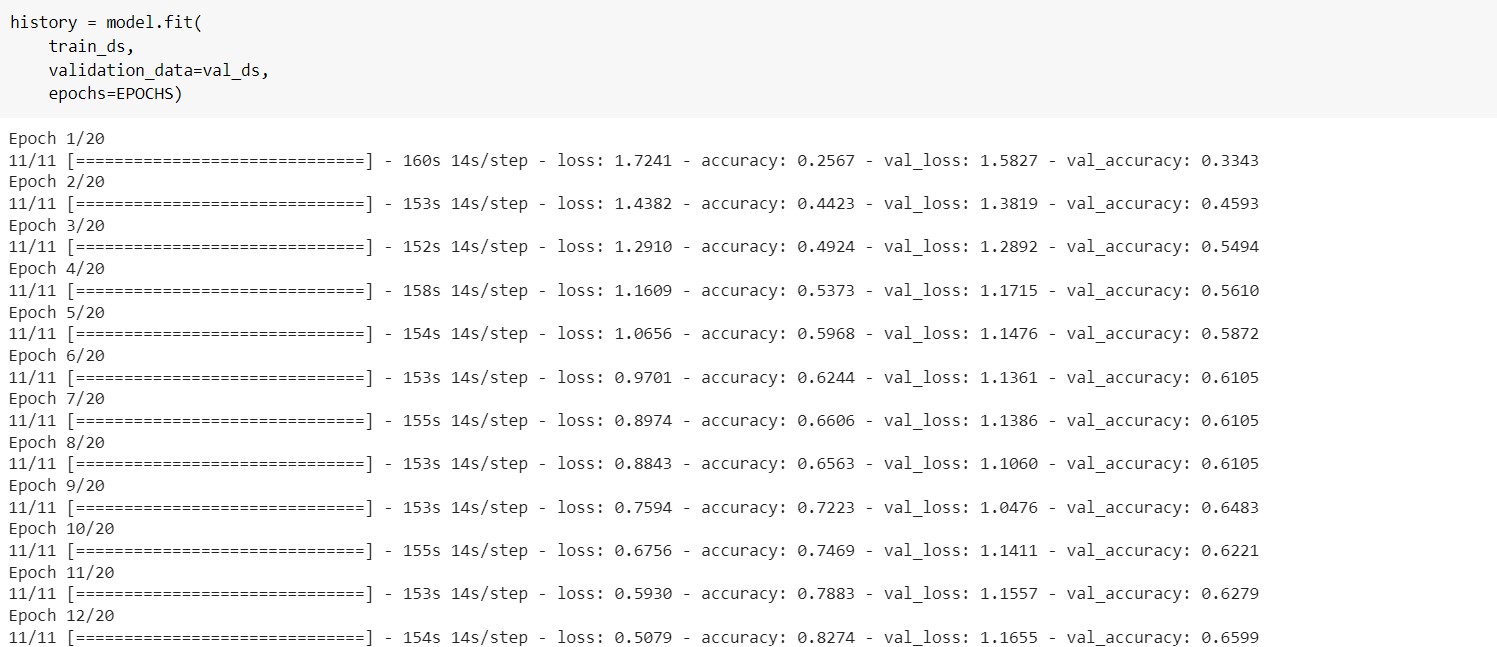 history = model.fit(
    train_ds,
    validation_data=val_ds,
    epochs=EPOCHS)
Epoch 1/20
11/11 [==============================] - 160s 14s/step - loss: 1.7241 - accuracy: 0.2567 - val_loss: 1.5827 - val_accuracy: 0.3343
Epoch 2/20
11/11 [==============================] - 153s 14s/step - loss: 1.4382 - accuracy: 0.4423 - val_loss: 1.3819 - val_accuracy: 0.4593
Epoch 3/20
11/11 [==============================] - 152s 14s/step - loss: 1.2910 - accuracy: 0.4924 - val_loss: 1.2892 - val_accuracy: 0.5494
Epoch 4/20
11/11 [==============================] - 158s 14s/step - loss: 1.1609 - accuracy: 0.5373 - val_loss: 1.1715 - val_accuracy: 0.5610
Epoch 5/20
11/11 [==============================] - 154s 14s/step - loss: 1.0656 - accuracy: 0.5968 - val_loss: 1.1476 - val_accuracy: 0.5872
Epoch 6/20
11/11 [==============================] - 153s 14s/step - loss: 0.9701 - accuracy: 0.6244 - val_loss: 1.1361 - val_accuracy: 0.6105
Epoch 7/20
11/11 [==============================] - 155s 14s/step - loss: 0.8974 - accuracy: 0.6606 - val_loss: 1.1386 - val_accuracy: 0.6105
Epoch 8/20
11/11 [==============================] - 153s 14s/step - loss: 0.8843 - accuracy: 0.6563 - val_loss: 1.1060 - val_accuracy: 0.6105
Epoch 9/20
11/11 [==============================] - 153s 14s/step - loss: 0.7594 - accuracy: 0.7223 - val_loss: 1.0476 - val_accuracy: 0.6483
Epoch 10/20
11/11 [==============================] - 155s 14s/step - loss: 0.6756 - accuracy: 0.7469 - val_loss: 1.1411 - val_accuracy: 0.6221
Epoch 11/20
11/11 [==============================] - 153s 14s/step - loss: 0.5930 - accuracy: 0.7883 - val_loss: 1.1557 - val_accuracy: 0.6279
Epoch 12/20
11/11 [==============================] - 154s 14s/step - loss: 0.5079 - accuracy: 0.8274 - val_loss: 1.1655 - val_accuracy: 0.6599